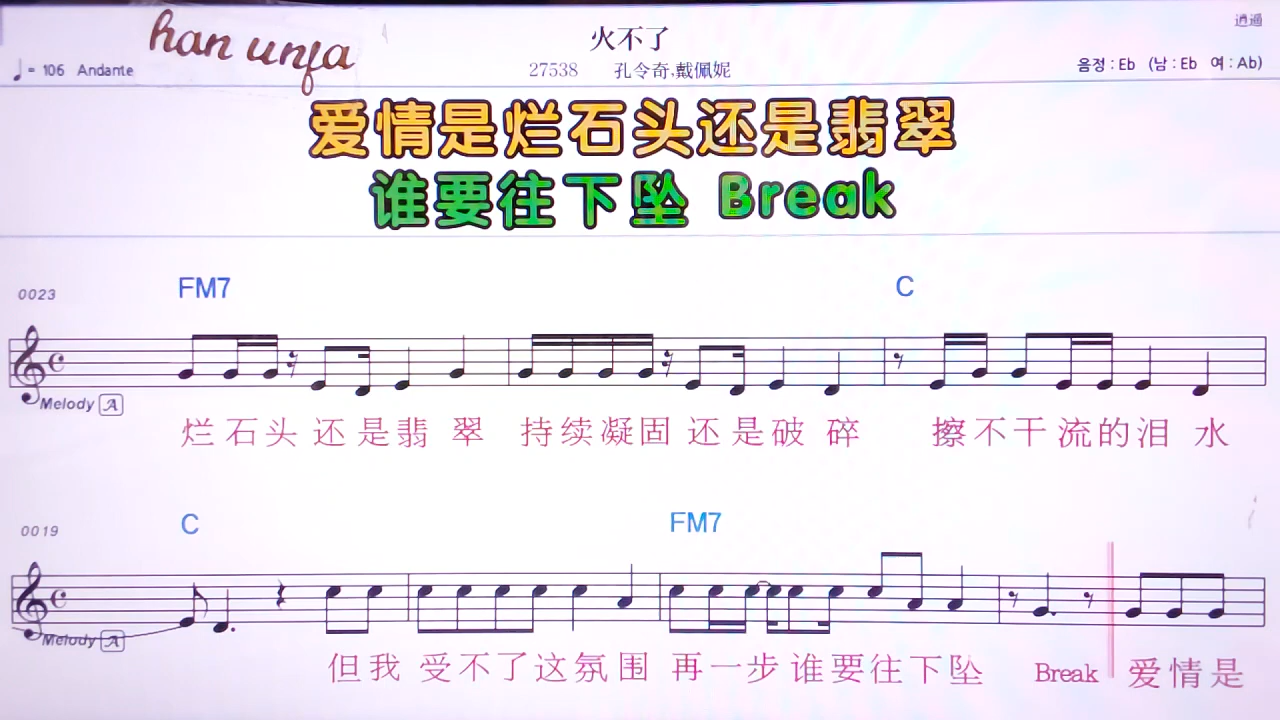 han unfa
火不了
通過
♩= 106 Andante
27538 孔令奇,戴佩妮
음정 : Eb (남 : Eb 여 : Ab)
爱情是烂石头还是翡翠
谁要往下坠 Break
0023
FM7 C
Melody A
烂石头 还是翡 翠 持续凝固 还是破 碎 擦不干流的泪 水
0019
C FM7
Melody A
但我 受不了这氛围 再一步谁要往下坠 Break 爱情是